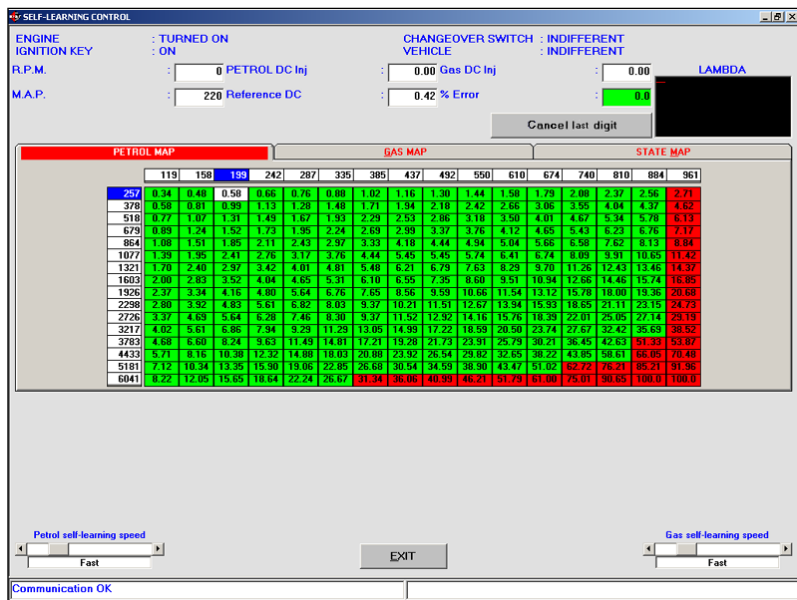 SELF-LEARNING CONTROL
ENGINE : TURNED ON CHANGEOVER SWITCH : INDIFFERENT
IGNITION KEY : ON VEHICLE : INDIFFERENT
R.P.M. : 0 PETROL DC Inj : 0.00 Gas DC Inj : 0.00 LAMBDA
M.A.P. : 220 Reference DC : 0.42 % Error : 0.0
Cancel last digit
PETROL MAP GAS MAP STATE MAP
119 158 199 242 287 335 385 437 492 550 610 674 740 810 884 961
257 0.34 0.48 0.58 0.66 0.76 0.88 1.02 1.16 1.30 1.44 1.58 1.79 2.08 2.37 2.56 2.71
378 0.58 0.81 0.99 1.13 1.28 1.48 1.71 1.94 2.18 2.42 2.66 3.06 3.55 4.04 4.37 4.62
518 0.77 1.07 1.31 1.49 1.67 1.93 2.29 2.53 2.86 3.18 3.50 4.01 4.67 5.34 5.78 6.13
679 0.89 1.24 1.52 1.73 1.95 2.24 2.69 2.99 3.37 3.76 4.12 4.65 5.43 6.23 6.76 7.17
864 1.08 1.51 1.85 2.11 2.43 2.97 3.33 4.18 4.44 4.94 5.04 5.66 6.58 7.62 8.13 8.84
1077 1.39 1.95 2.41 2.76 3.17 3.76 4.44 5.45 5.45 5.74 6.41 6.74 8.09 9.91 10.65 11.42
1321 1.70 2.40 2.97 3.42 4.01 4.81 5.48 6.21 6.79 7.63 8.29 9.70 11.26 12.43 13.46 14.37
1603 2.00 2.83 3.52 4.04 4.65 5.31 6.10 6.55 7.35 8.60 9.51 10.94 12.66 14.46 15.74 16.85
1926 2.37 3.34 4.16 4.80 5.64 6.76 7.65 8.56 9.59 10.66 11.54 13.12 15.78 18.00 19.36 20.68
2298 2.80 3.92 4.83 5.61 6.82 8.03 9.37 10.21 11.51 12.67 13.94 15.93 18.65 21.11 23.15 24.73
2726 3.37 4.69 5.64 6.28 7.46 8.30 9.37 11.52 12.92 14.16 15.76 18.39 22.01 25.05 27.14 29.19
3217 4.02 5.61 6.86 7.94 9.29 11.29 13.05 14.99 17.22 18.59 20.50 23.74 27.67 32.42 35.69 38.52
3783 4.68 6.60 8.24 9.63 11.49 14.81 17.21 19.28 21.73 23.91 25.79 30.21 36.45 42.63 51.33 53.87
4433 5.71 8.16 10.38 12.32 14.88 18.03 20.88 23.92 26.54 29.82 32.65 38.22 43.85 58.61 66.05 70.48
5181 7.12 10.34 13.35 15.90 19.06 22.85 26.68 30.54 34.59 38.90 43.47 51.02 62.72 76.21 85.21 91.96
6041 8.22 12.05 15.65 18.64 22.24 26.67 31.34 36.06 40.99 46.21 51.79 61.00 75.01 90.65 100.0 100.0
Petrol self-learning speed Gas self-learning speed
Fast EXIT Fast
Communication OK